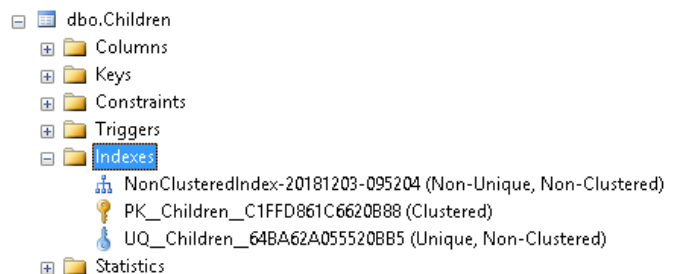 dbo.Children
Columns
Keys
Constraints
Triggers
Indexes
NonClusteredIndex-20181203-095204 (Non-Unique, Non-Clustered)
PK__Children__C1FFD861C6620B88 (Clustered)
UQ__Children__64BA62A055520BB5 (Unique, Non-Clustered)
Statistics